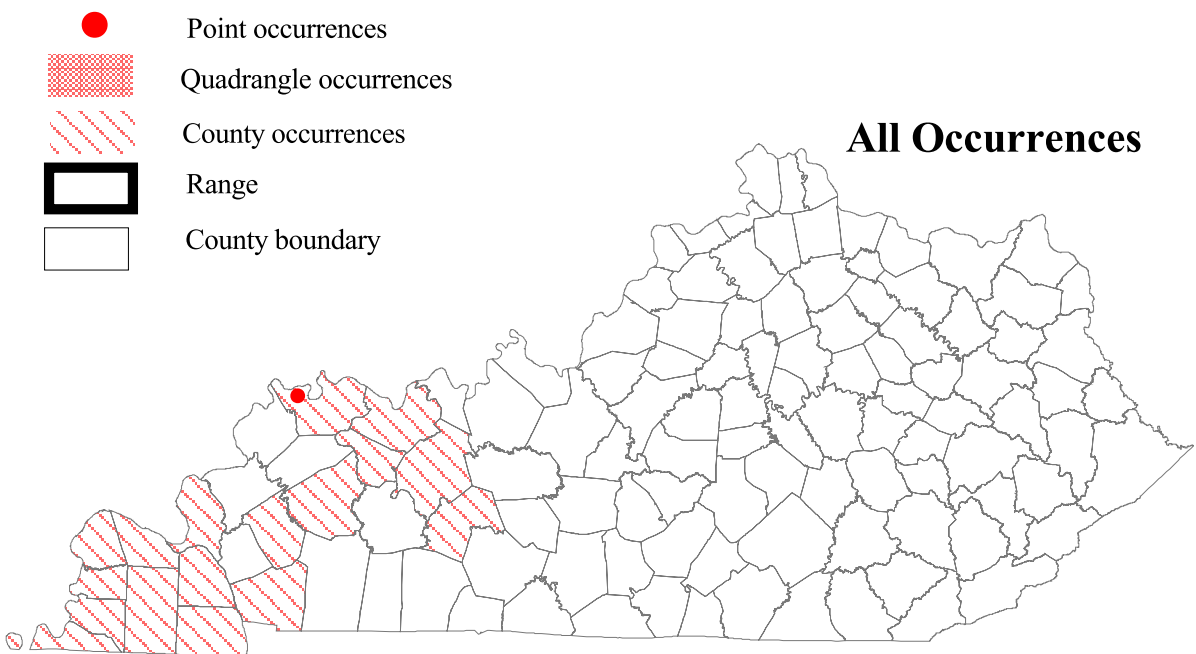 Point occurrences
Quadrangle occurrences
County occurrences
All Occurrences
Range
County boundary